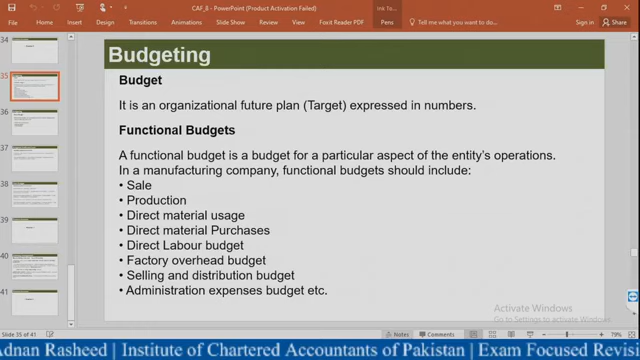 CAF_8 - PowerPoint (Product Activation Failed)
Ink To...
File Home Insert Design Transitions Animations Slide Show Review View Foxit Reader PDF Pens Tell me what you want to do... Sign in Share
34
35
36
37
38
39
40
41
Budgeting
Budget
It is an organizational future plan (Target) expressed in numbers.
Functional Budgets
A functional budget is a budget for a particular aspect of the entity's operations.
In a manufacturing company, functional budgets should include:
• Sale
• Production
• Direct material usage
• Direct material Purchases
• Direct Labour budget
• Factory overhead budget
• Selling and distribution budget
• Administration expenses budget etc.
Activate Windows
Go to Settings to activate Windows.
Slide 35 of 41 Notes Comments 79%
Adnan Rasheed | Institute of Chartered Accountants of Pakistan | Exam Focused Revis